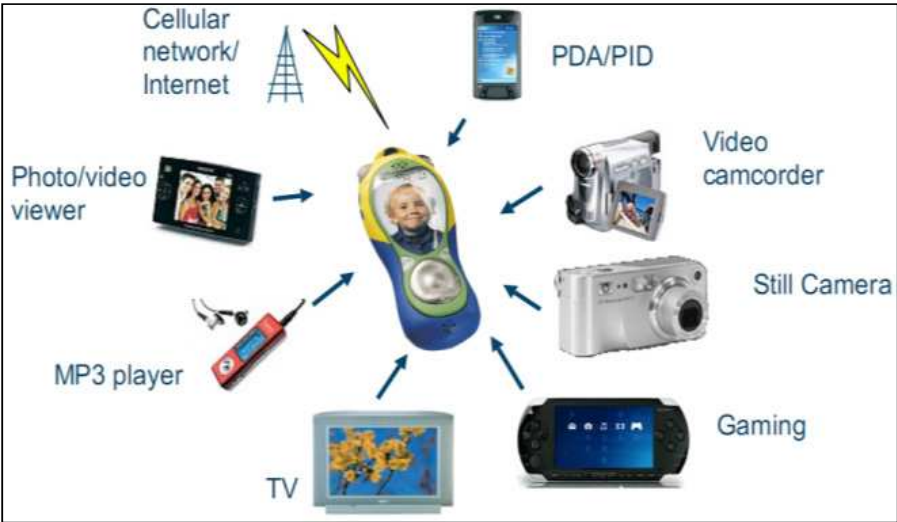 Cellular
network/
Internet
PDA/PID
Video
camcorder
Photo/video
viewer
Still Camera
MP3 player
Gaming
TV